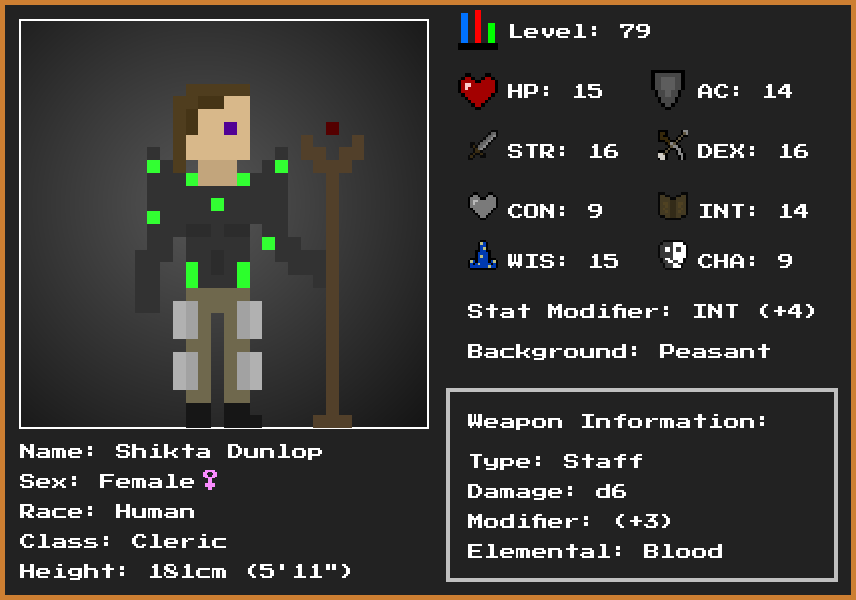 Level: 79
HP: 15
AC: 14
STR: 16
DEX: 16
CON: 9
INT: 14
WIS: 15
CHA: 9
Stat Modifier: INT (+4)
Background: Peasant
Weapon Information:
Type: Staff
Damage: d6
Modifier: (+3)
Elemental: Blood
Name: Shikta Dunlop
Sex: Female♀
Race: Human
Class: Cleric
Height: 181cm (5'11")